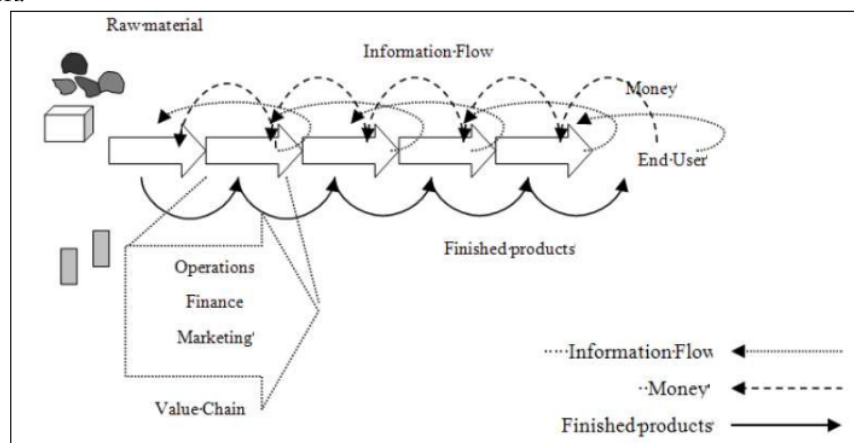 Raw·material
Information·Flow
Money
End·User
Finished·products
Operations
Finance
Marketing
Value·Chain
····Information·Flow
··Money
Finished·products